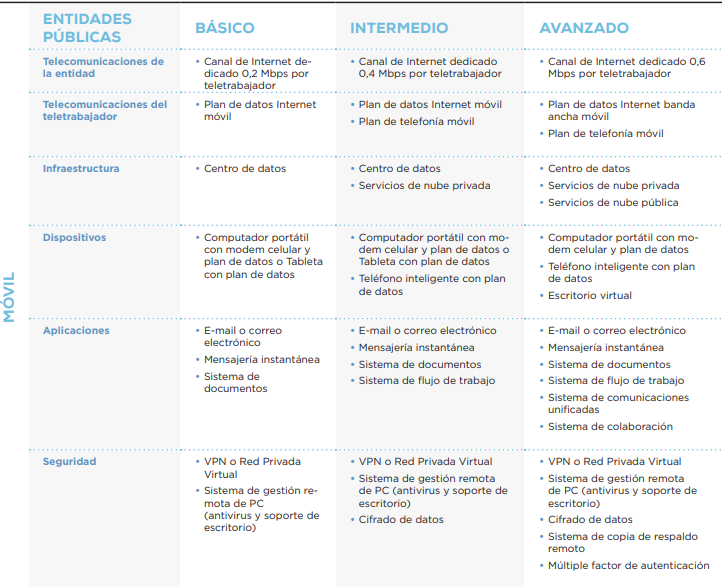 ENTIDADES
PÚBLICAS
BÁSICO
INTERMEDIO
AVANZADO
MÓVIL
Telecomunicaciones de
la entidad
• Canal de Internet de-
dicado 0,2 Mbps por
teletrabajador
• Canal de Internet dedicado
0,4 Mbps por teletrabajador
• Canal de Internet dedicado 0,6
Mbps por teletrabajador
Telecomunicaciones del
teletrabajador
• Plan de datos Internet
móvil
• Plan de datos Internet móvil
• Plan de telefonía móvil
• Plan de datos Internet banda
ancha móvil
• Plan de telefonía móvil
Infraestructura
• Centro de datos
• Centro de datos
• Servicios de nube privada
• Centro de datos
• Servicios de nube privada
• Servicios de nube pública
Dispositivos
• Computador portátil
con modem celular y
plan de datos o Tableta
con plan de datos
• Computador portátil con mo-
dem celular y plan de datos o
Tableta con plan de datos
• Teléfono inteligente con plan
de datos
• Computador portátil con mo-
dem celular y plan de datos
• Teléfono inteligente con plan
de datos
• Escritorio virtual
Aplicaciones
• E-mail o correo
electrónico
• Mensajería instantánea
• Sistema de
documentos
• E-mail o correo electrónico
• Mensajería instantánea
• Sistema de documentos
• Sistema de flujo de trabajo
• E-mail o correo electrónico
• Mensajería instantánea
• Sistema de documentos
• Sistema de flujo de trabajo
• Sistema de comunicaciones
unificadas
• Sistema de colaboración
Seguridad
• VPN o Red Privada
Virtual
• Sistema de gestión re-
mota de PC
(antivirus y soporte de
escritorio)
• VPN o Red Privada Virtual
• Sistema de gestión remota
de PC (antivirus y soporte de
escritorio)
• Cifrado de datos
• VPN o Red Privada Virtual
• Sistema de gestión remota
de PC (antivirus y soporte de
escritorio)
• Cifrado de datos
• Sistema de copia de respaldo
remoto
• Múltiple factor de autenticación